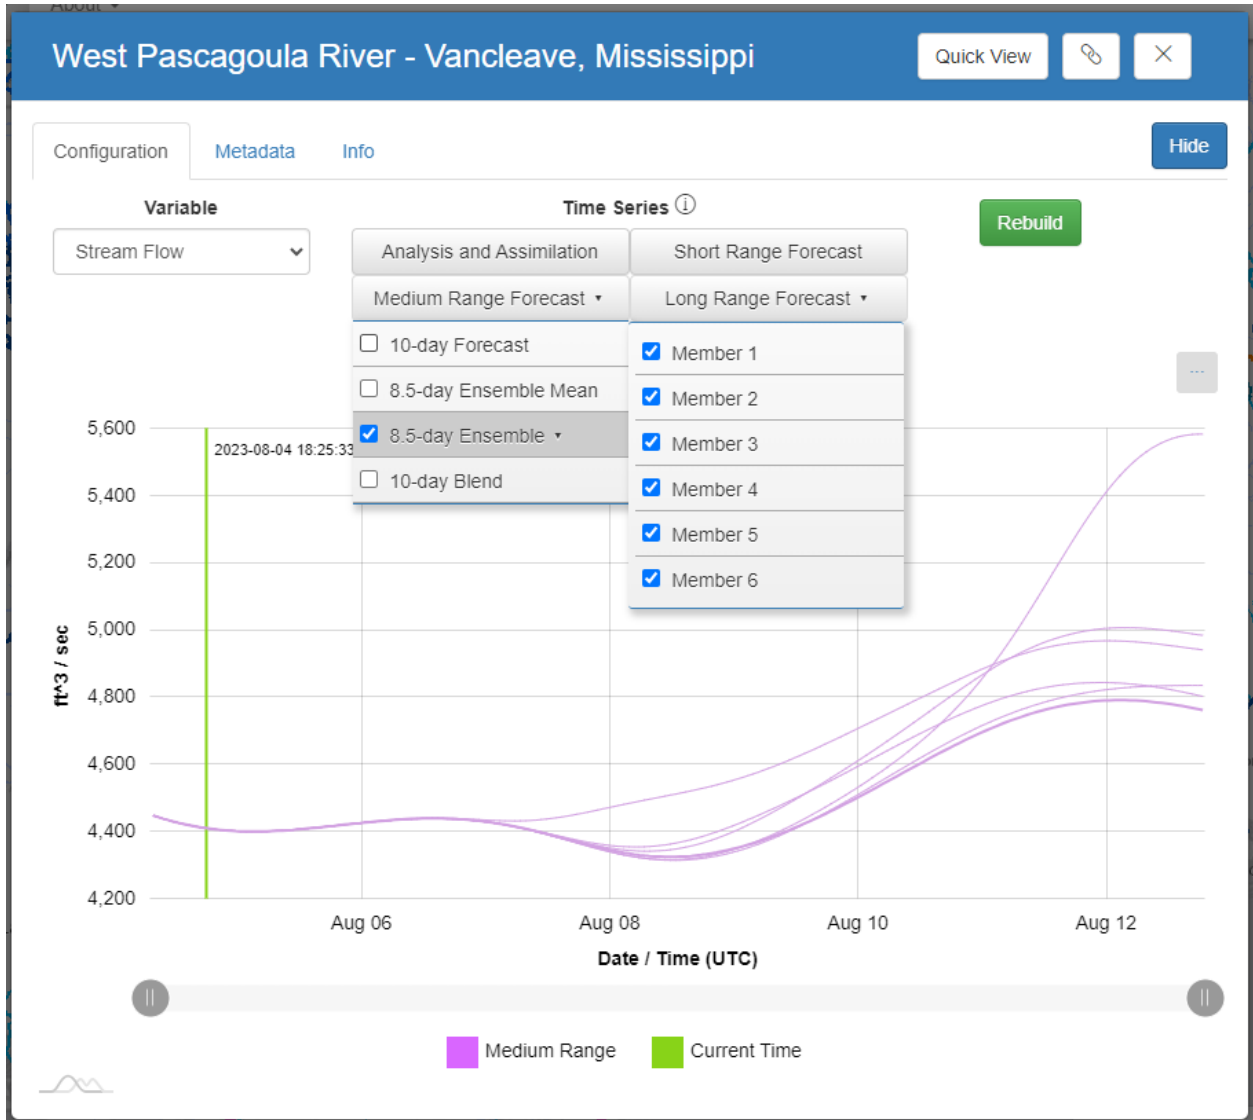 About
West Pascagoula River - Vancleave, Mississippi
Quick View
Configuration
Metadata
Info
Hide
Variable
Time Series
Stream Flow
Analysis and Assimilation
Short Range Forecast
Rebuild
Medium Range Forecast
Long Range Forecast
10-day Forecast
8.5-day Ensemble Mean
8.5-day Ensemble
10-day Blend
Member 1
Member 2
Member 3
Member 4
Member 5
Member 6
...
2023-08-04 18:25:33
5,600
5,400
5,200
5,000
4,800
4,600
4,400
4,200
ft^3 / sec
Aug 06
Aug 08
Aug 10
Aug 12
Date / Time (UTC)
Medium Range
Current Time